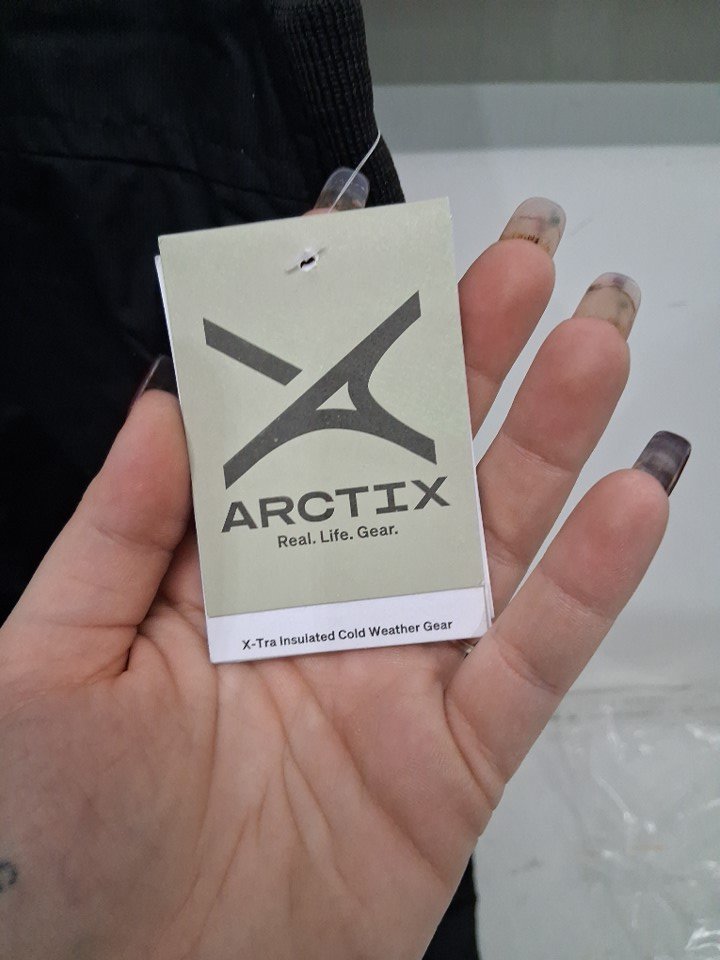 ARCTIX
Real. Life. Gear.
X-Tra Insulated Cold Weather Gear